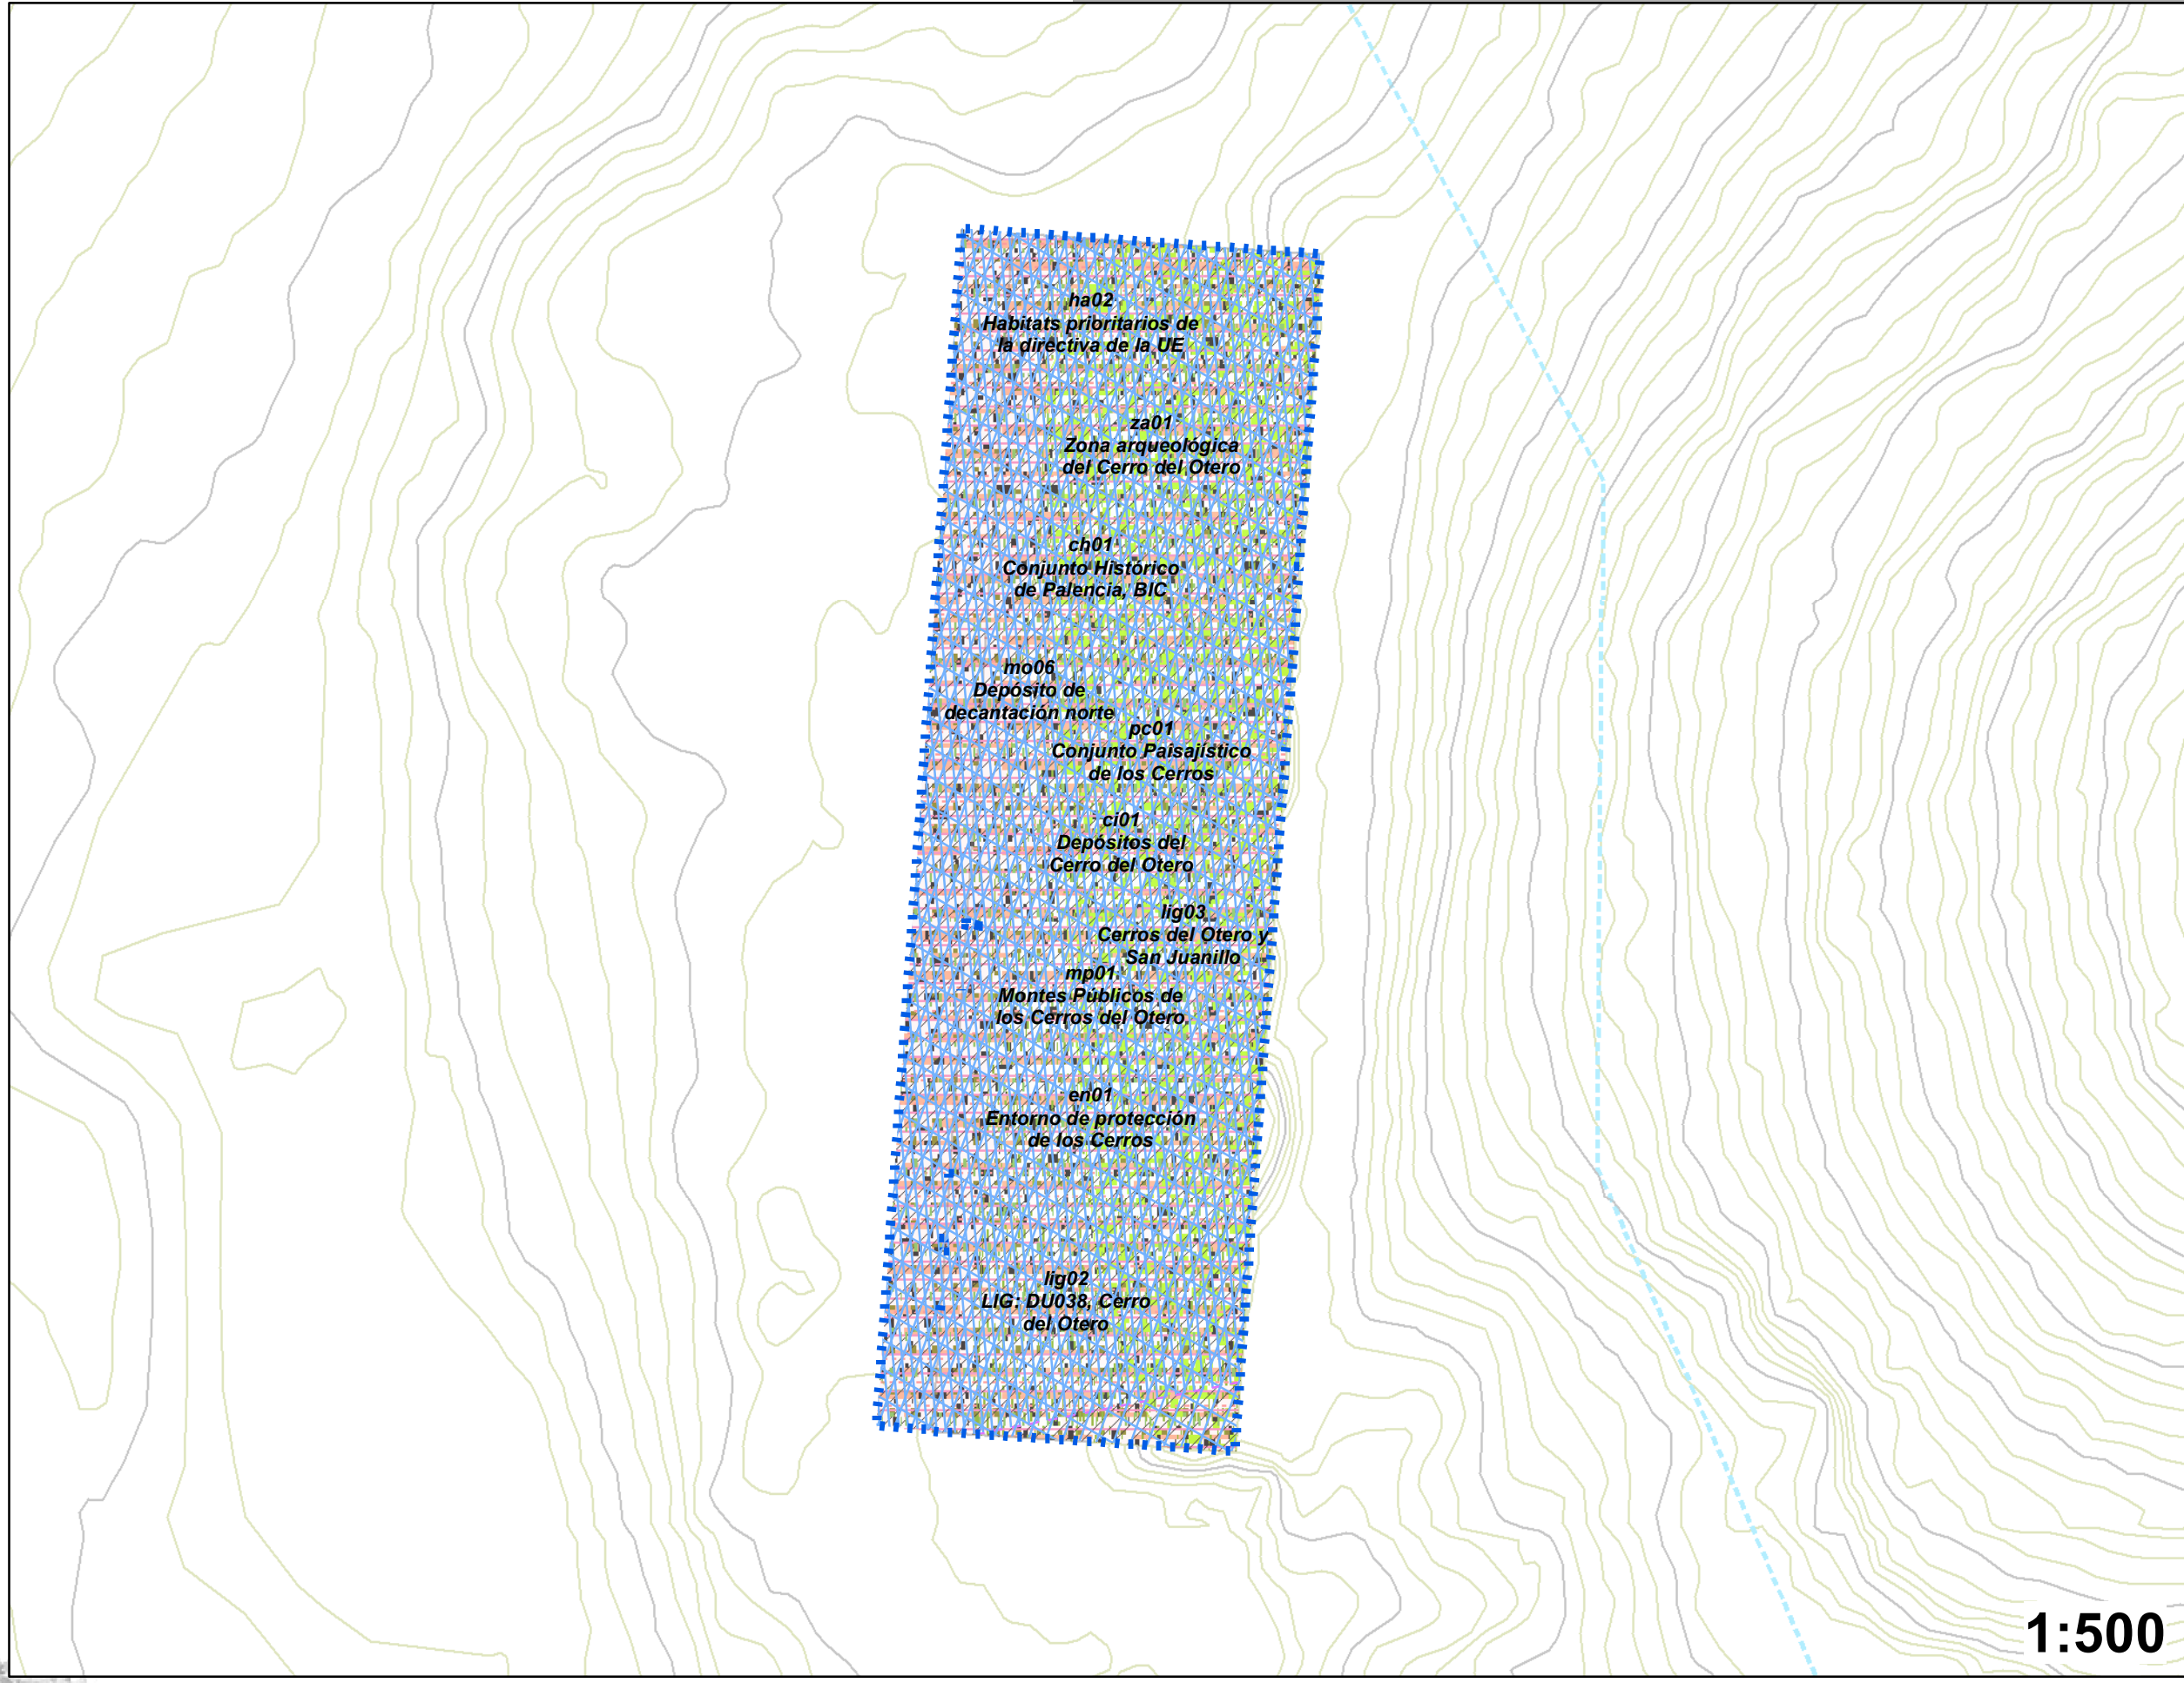 ha02
Habitats prioritarios de
la directiva de la UE
za01
Zona arqueológica
del Cerro del Otero
ch01
Conjunto Histórico
de Palencia, BIC
mo06
Depósito de
decantación norte
pc01
Conjunto Paisajístico
de los Cerros
ci01
Depósitos del
Cerro del Otero
lig03
Cerros del Otero y
San Juanillo
mp01
Montes Públicos de
los Cerros del Otero
en01
Entorno de protección
de los Cerros
lig02
LIG: DU038, Cerro
del Otero
1:500